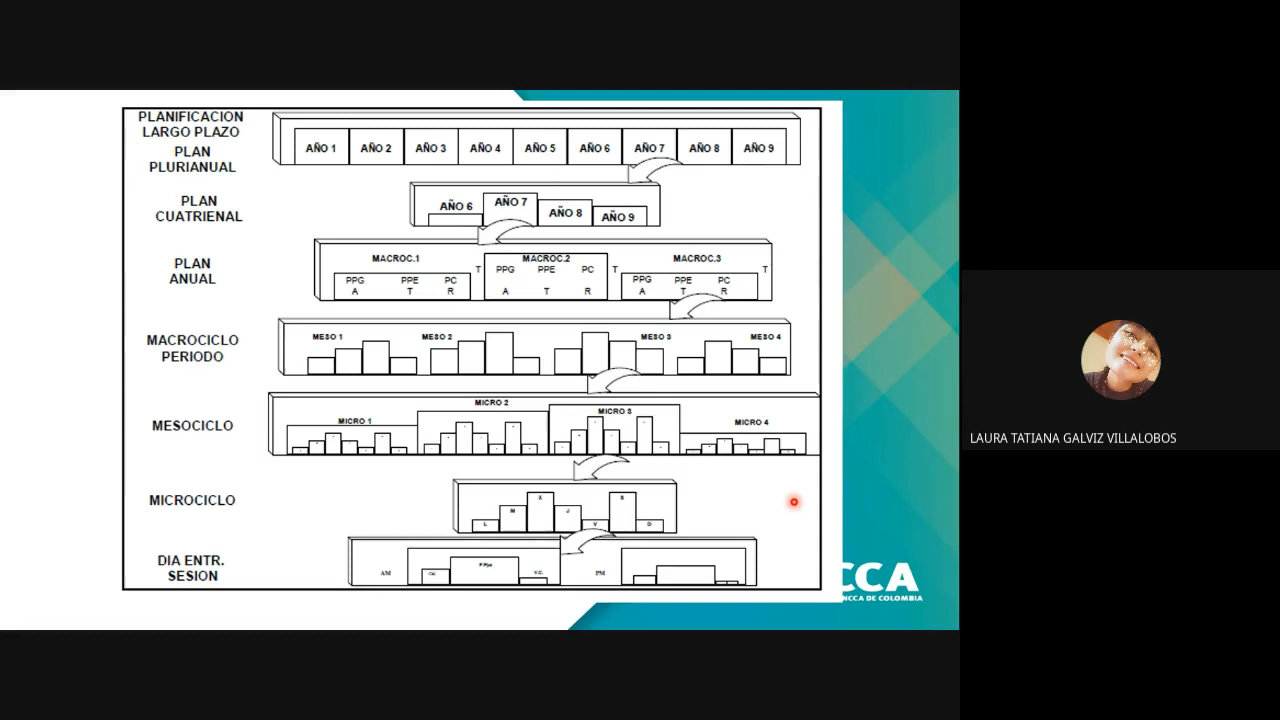 PLANIFICACION
LARGO PLAZO
PLAN
PLURIANUAL
AÑO 1 AÑO 2 AÑO 3 AÑO 4 AÑO 5 AÑO 6 AÑO 7 AÑO 8 AÑO 9
PLAN
CUATRIENAL
AÑO 6 AÑO 7 AÑO 8 AÑO 9
PLAN
ANUAL
MACROC.1 MACROC.2 MACROC.3
PPG PPE PC T PPG PPE PC T PPG PPE PC T
A T R A T R A T R
MACROCICLO
PERIODO
MESO 1 MESO 2 MESO 3 MESO 4
MESOCICLO
MICRO 1 MICRO 2 MICRO 3 MICRO 4
MICROCICLO
L M X J V S D
DIA ENTR.
SESION
AM V.C. PM
CCA
NCCA DE COLOMBIA
LAURA TATIANA GALVIZ VILLALOBOS